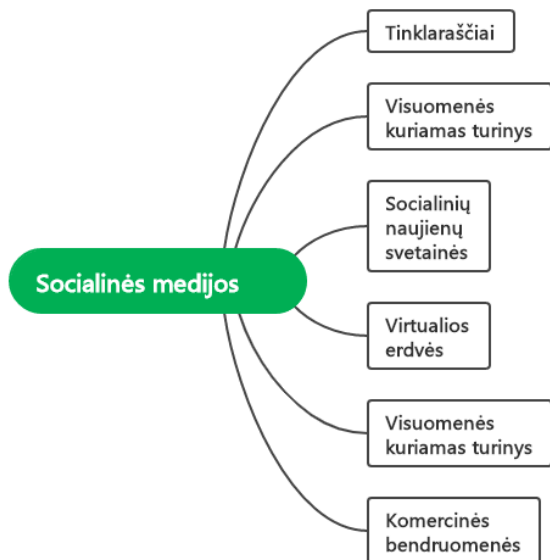 Tinklaraščiai
Visuomenės
kuriamas turinys
Socialinių
naujienų
svetainės
Socialinės medijos
Virtualios
erdvės
Visuomenės
kuriamas turinys
Komercinės
bendruomenės